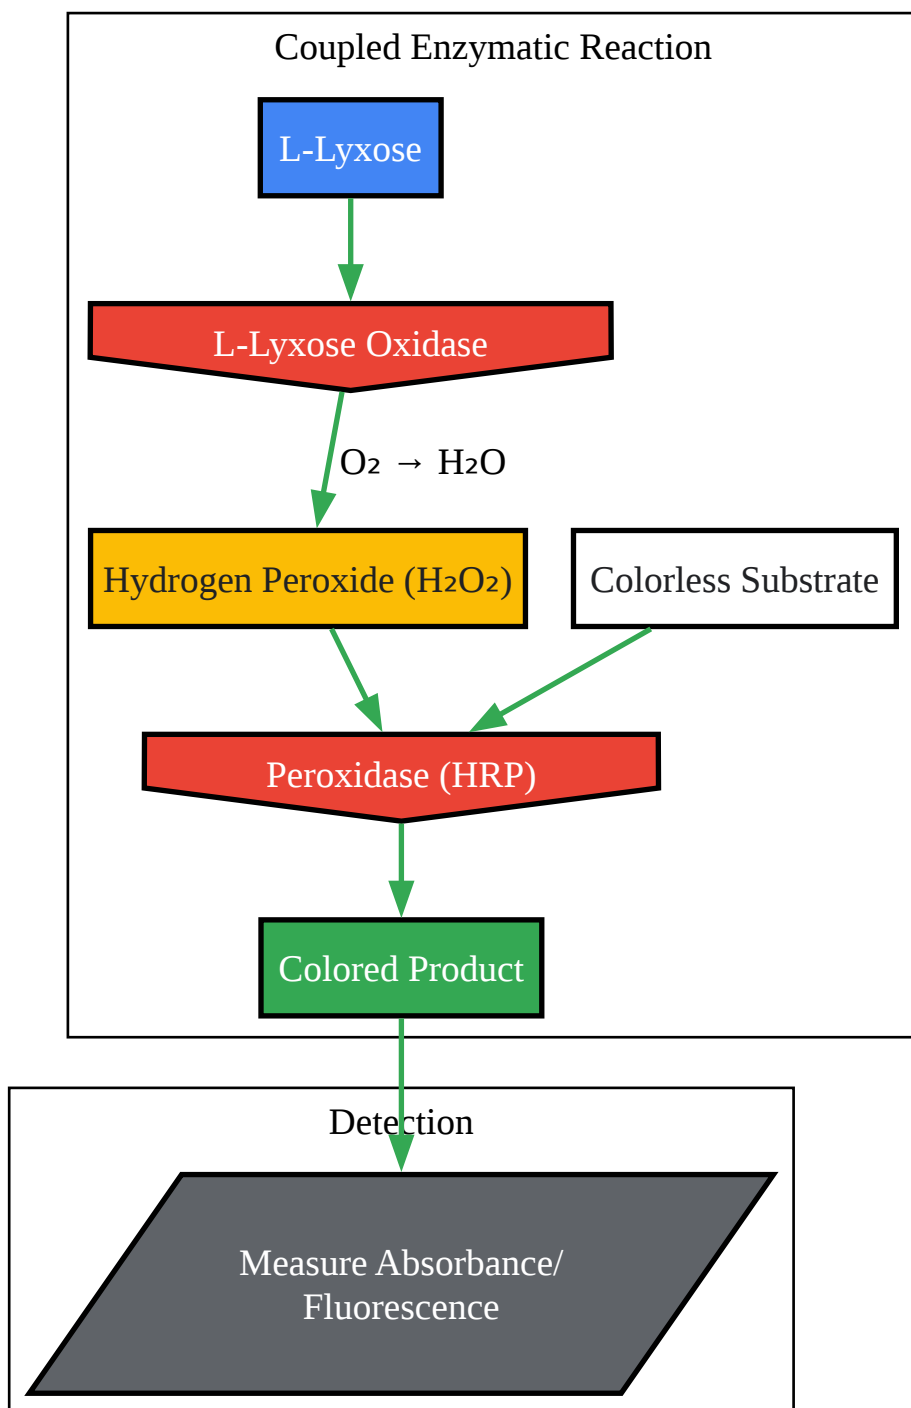 Coupled Enzymatic Reaction
L-Lyxose
L-Lyxose Oxidase
O₂ → H₂O
Hydrogen Peroxide (H₂O₂)
Colorless Substrate
Peroxidase (HRP)
Colored Product
Detection
Measure Absorbance/
Fluorescence